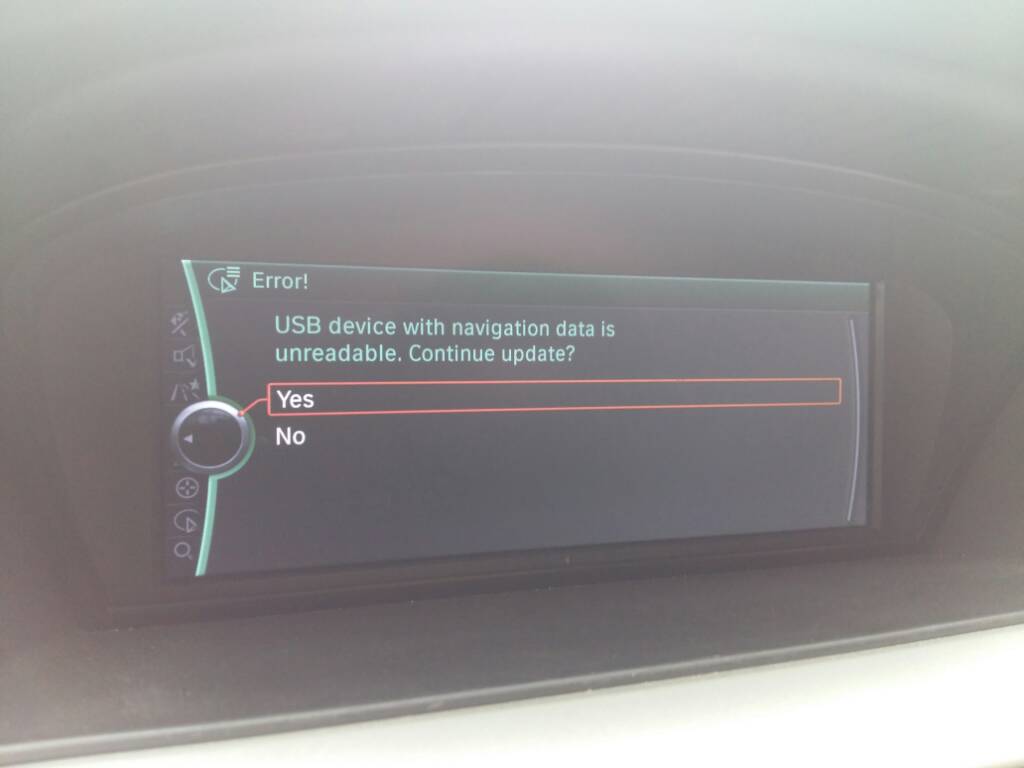 Error!
USB device with navigation data is
unreadable. Continue update?
Yes
No